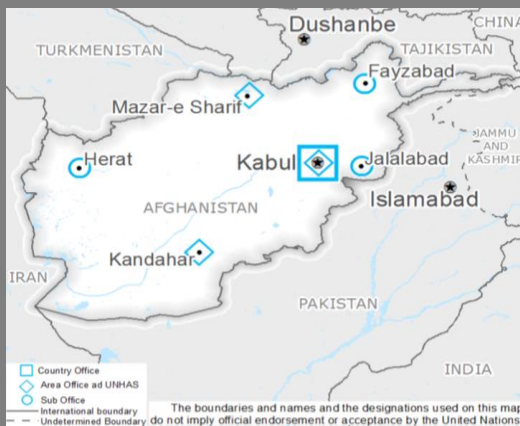 Dushanbe
CHINA
TURKMENISTAN
TAJIKISTAN
Fayzabad
Mazar-e Sharif
JAMMU
AND
KASHMIR
Herat
Kabul
Jalalabad
Islamabad
AFGHANISTAN
Kandahar
IRAN
PAKISTAN
INDIA
Country Office
Area Office ad UNHAS
Sub Office
International boundary
Undetermined Boundary
The boundaries and names and the designations used on this map
do not imply official endorsement or acceptance by the United Nations.